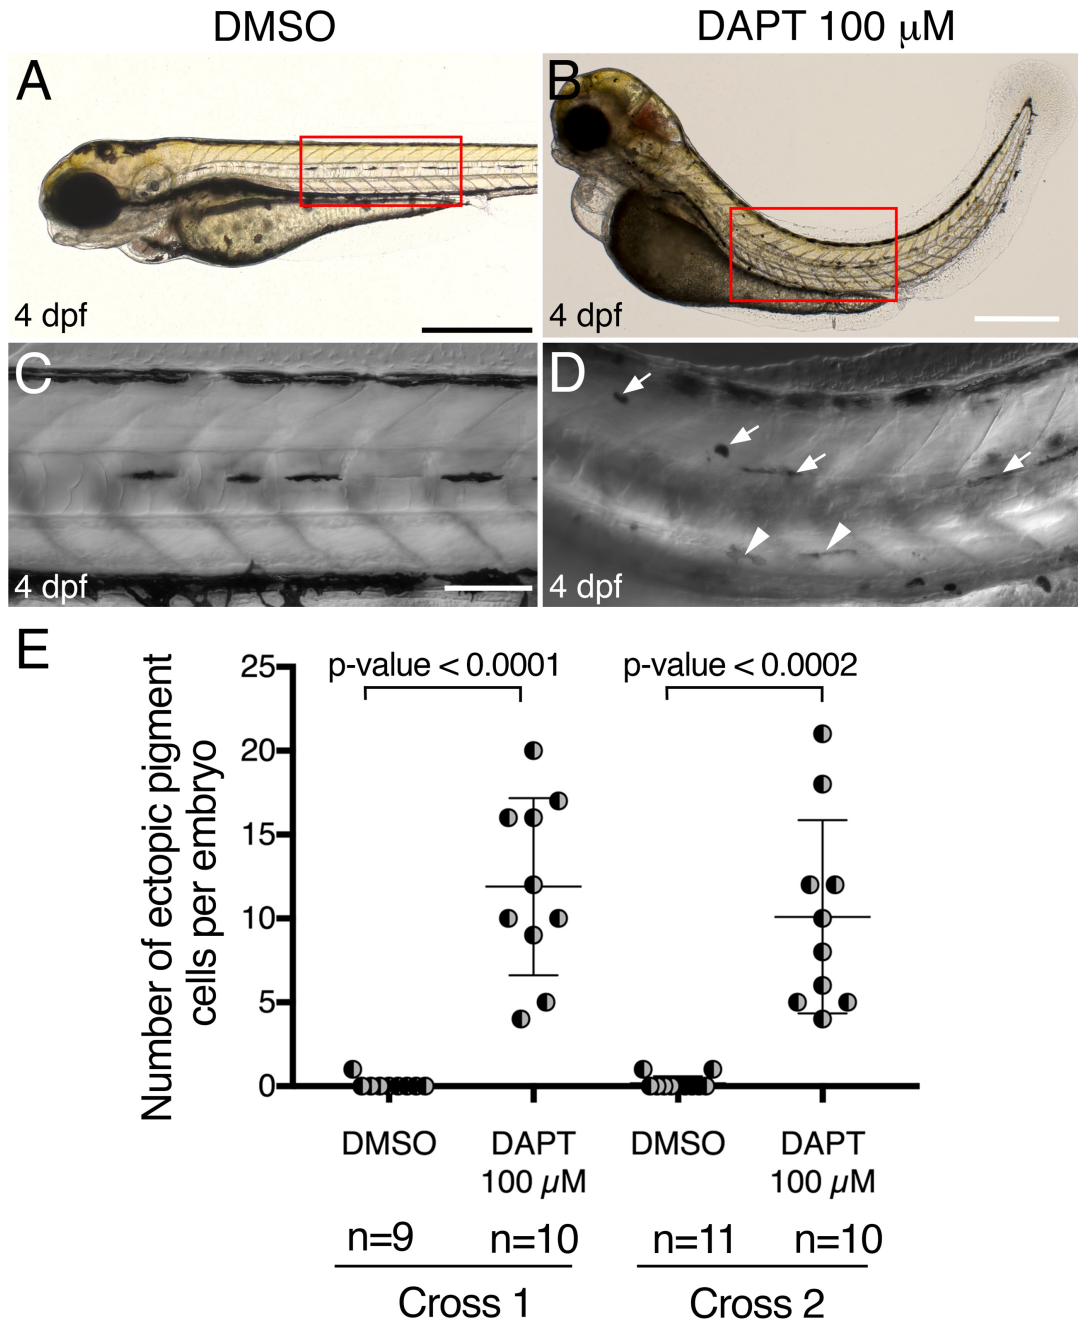 DMSO
DAPT 100 μM
A
B
4 dpf
4 dpf
C
D
4 dpf
4 dpf
E
Number of ectopic pigment
cells per embryo
25
20
15
10
5
0
p-value < 0.0001
p-value < 0.0002
DMSO
DAPT
100 μM
DMSO
DAPT
100 μM
n=9
n=10
n=11
n=10
Cross 1
Cross 2